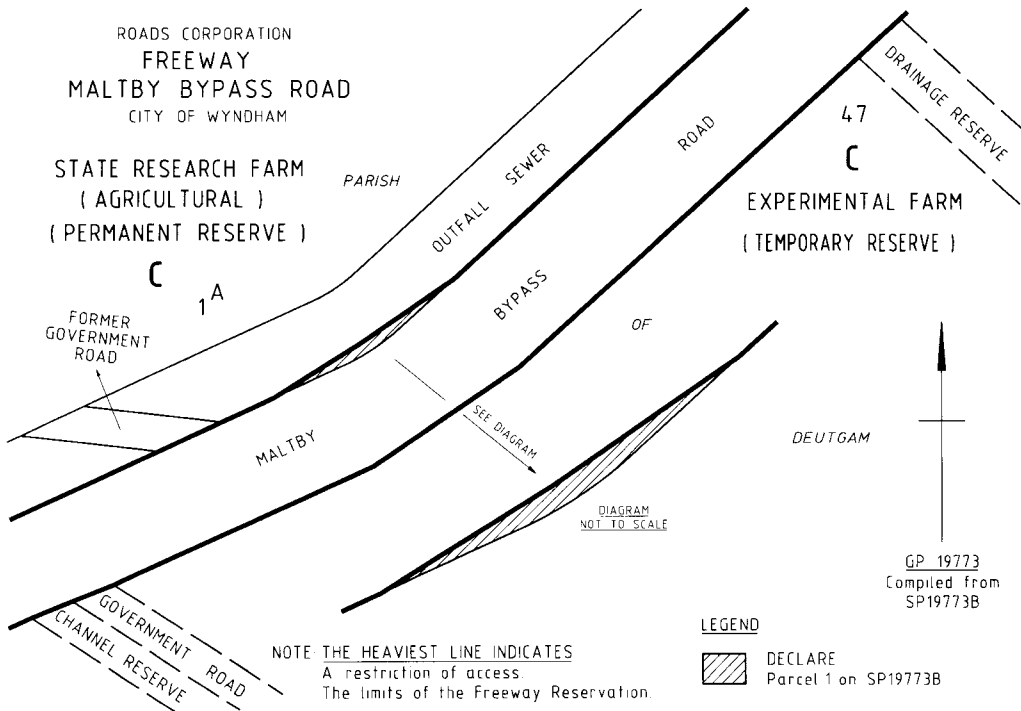 ROADS CORPORATION
FREEWAY
MALTBY BYPASS ROAD
CITY OF WYNDHAM
STATE RESEARCH FARM
( AGRICULTURAL )
( PERMANENT RESERVE )
C
1A
PARISH
OUTFALL SEWER
ROAD
DRAINAGE RESERVE
47
C
EXPERIMENTAL FARM
( TEMPORARY RESERVE )
FORMER
GOVERNMENT
ROAD
BYPASS
OF
MALTBY
SEE DIAGRAM
DEUTGAM
DIAGRAM
NOT TO SCALE
GP 19773
Compiled from
SP19773B
GOVERNMENT ROAD
CHANNEL RESERVE
NOTE THE HEAVIEST LINE INDICATES
A restriction of access.
The limits of the Freeway Reservation.
LEGEND
DECLARE
Parcel 1 on SP19773B